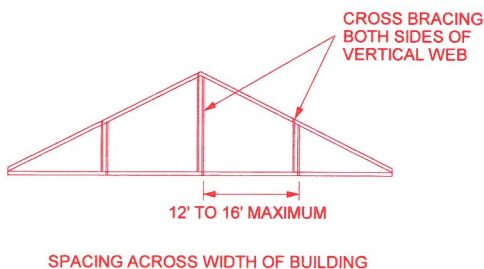 CROSS BRACING
BOTH SIDES OF
VERTICAL WEB
12' TO 16' MAXIMUM
SPACING ACROSS WIDTH OF BUILDING